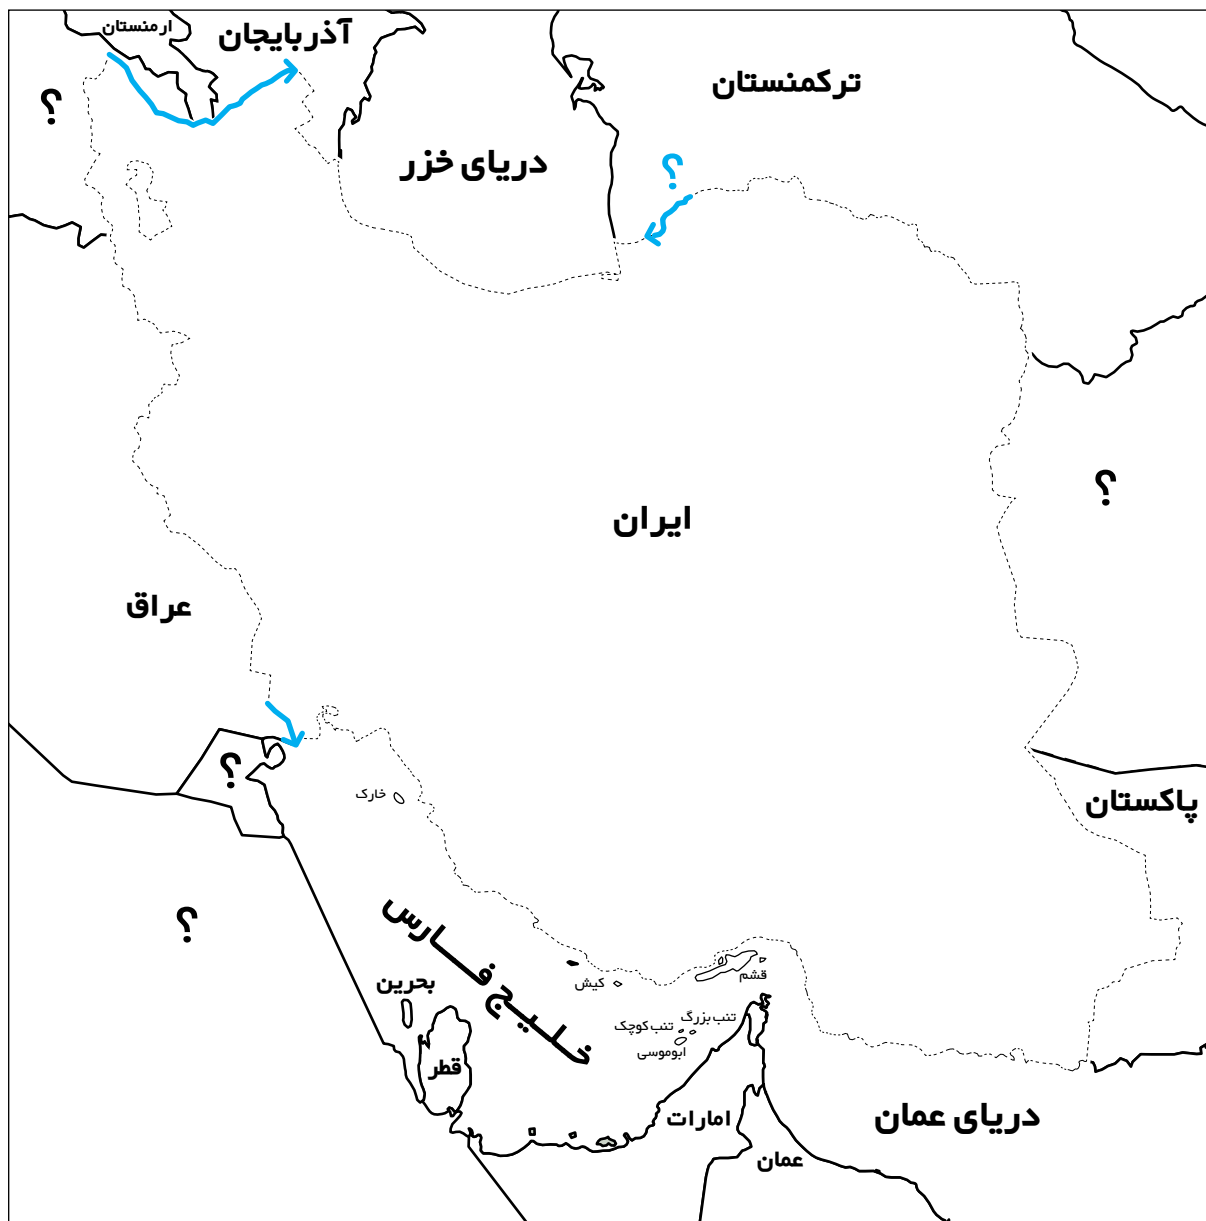 ارمنستان
آذربایجان
ترکمنستان
؟
دریای خزر
؟
؟
ایران
عراق
؟
خارک
پاکستان
؟
خلیج فارس
کیش
قشم
بحرین
تنب بزرگ
تنب کوچک
ابوموسی
قطر
امارات
دریای عمان
عمان